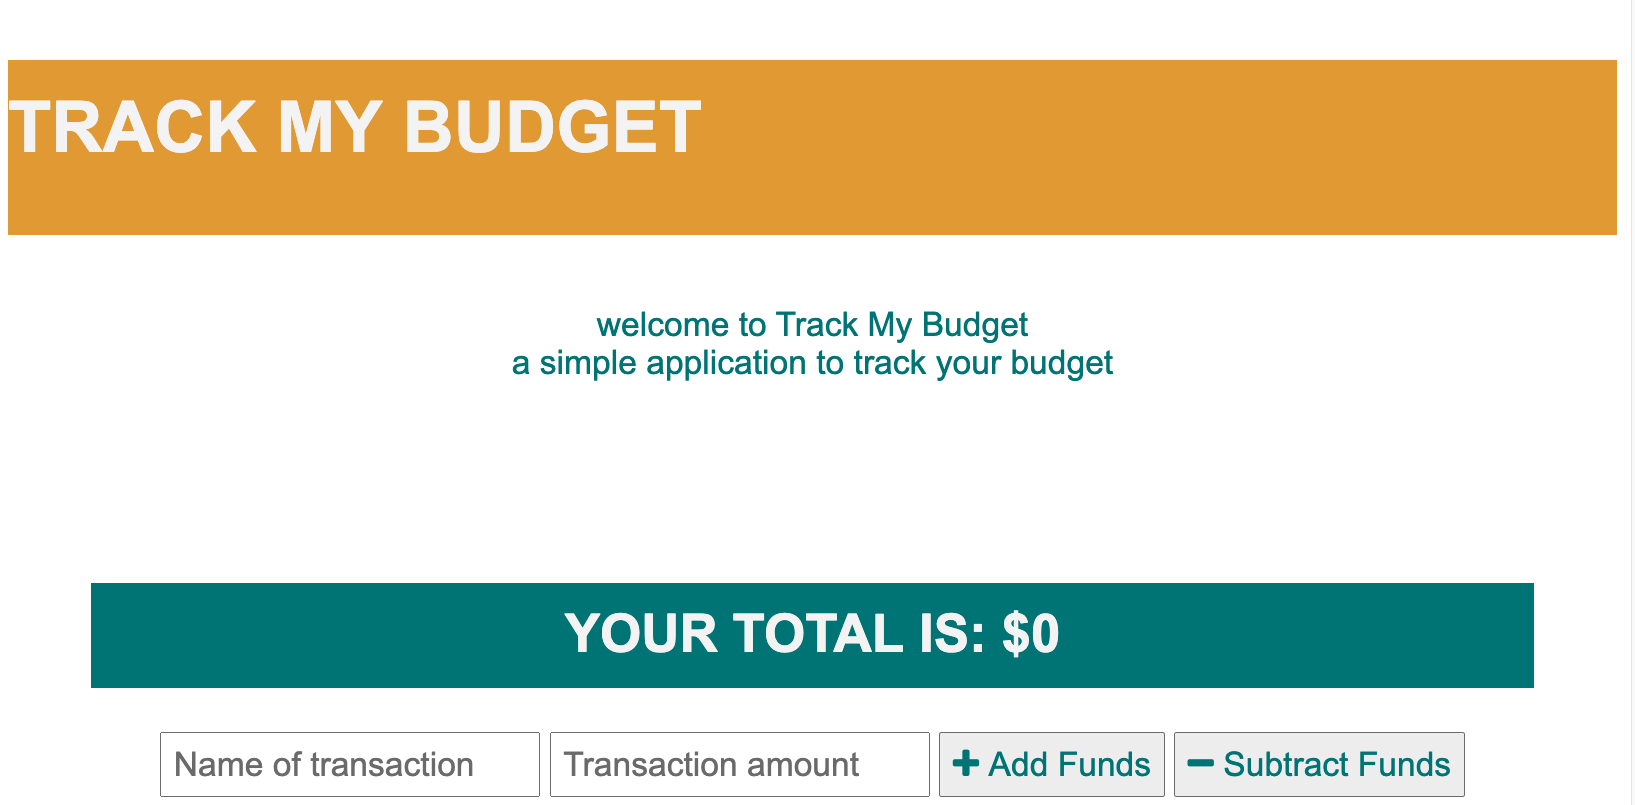 TRACK MY BUDGET
welcome to Track My Budget
a simple application to track your budget
YOUR TOTAL IS: $0
Name of transaction
Transaction amount
Add Funds
Subtract Funds